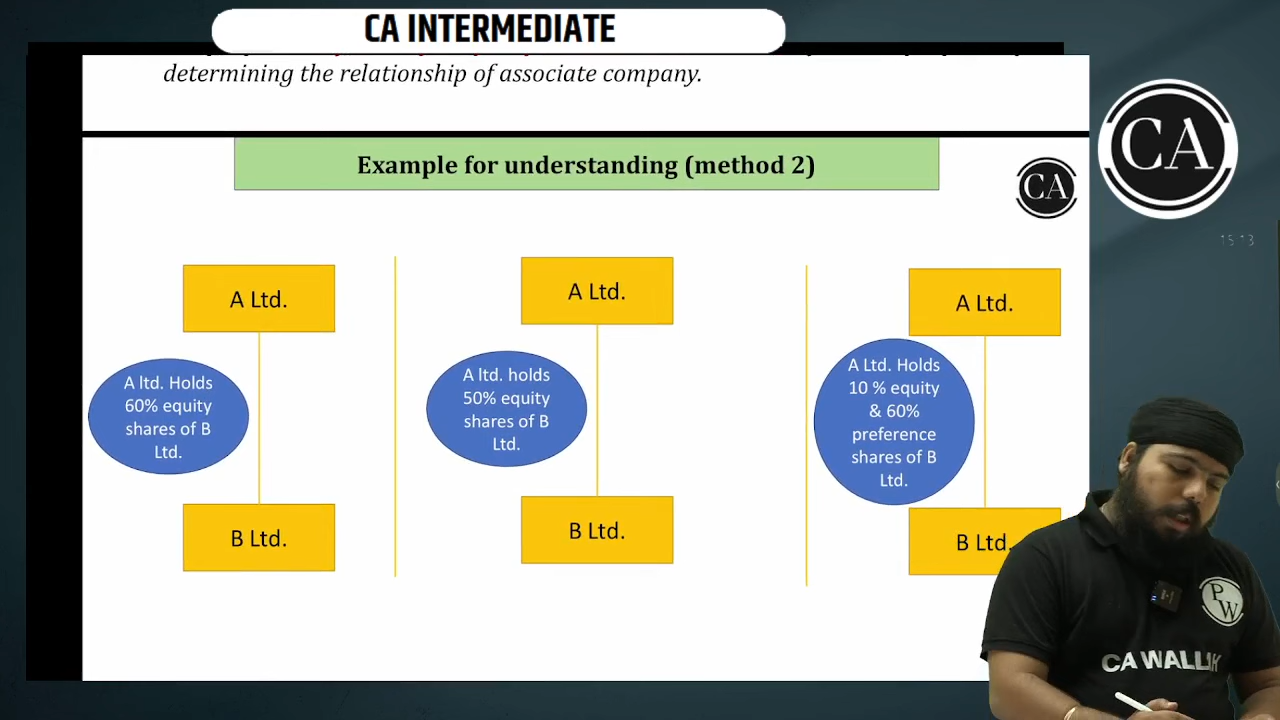 CA INTERMEDIATE
determining the relationship of associate company.
Example for understanding (method 2)
CA
CA
15 13
A Ltd.
A Ltd.
A Ltd.
A ltd. Holds
60% equity
shares of B
Ltd.
A ltd. holds
50% equity
shares of B
Ltd.
A Ltd. Holds
10 % equity
& 60%
preference
shares of B
Ltd.
B Ltd.
B Ltd.
B Ltd.
P
W
CA WALLAH